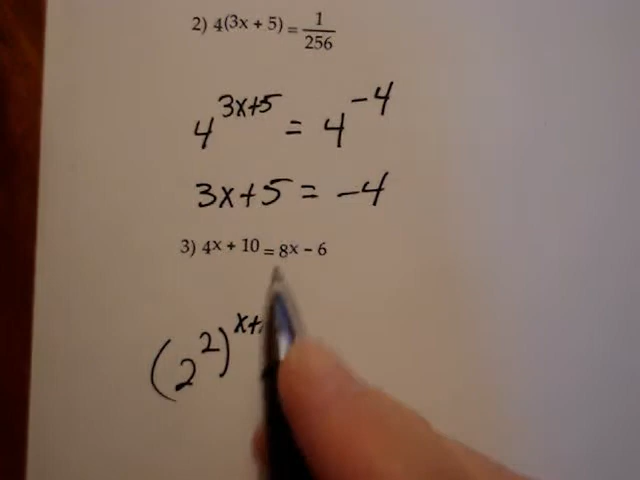 2) 4(3x + 5) = 1/256
4^3x+5 = 4^-4
3x+5 = -4
3) 4x + 10 = 8x - 6
(2^2)^x+